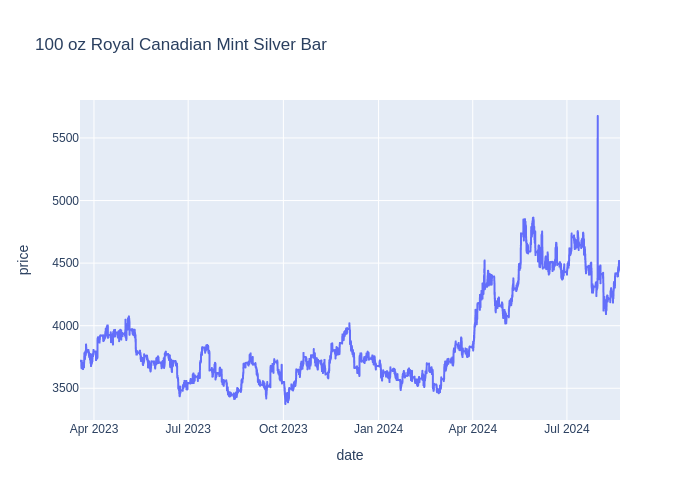 100 oz Royal Canadian Mint Silver Bar
price
5500
5000
4500
4000
3500
Apr 2023
Jul 2023
Oct 2023
Jan 2024
Apr 2024
Jul 2024
date